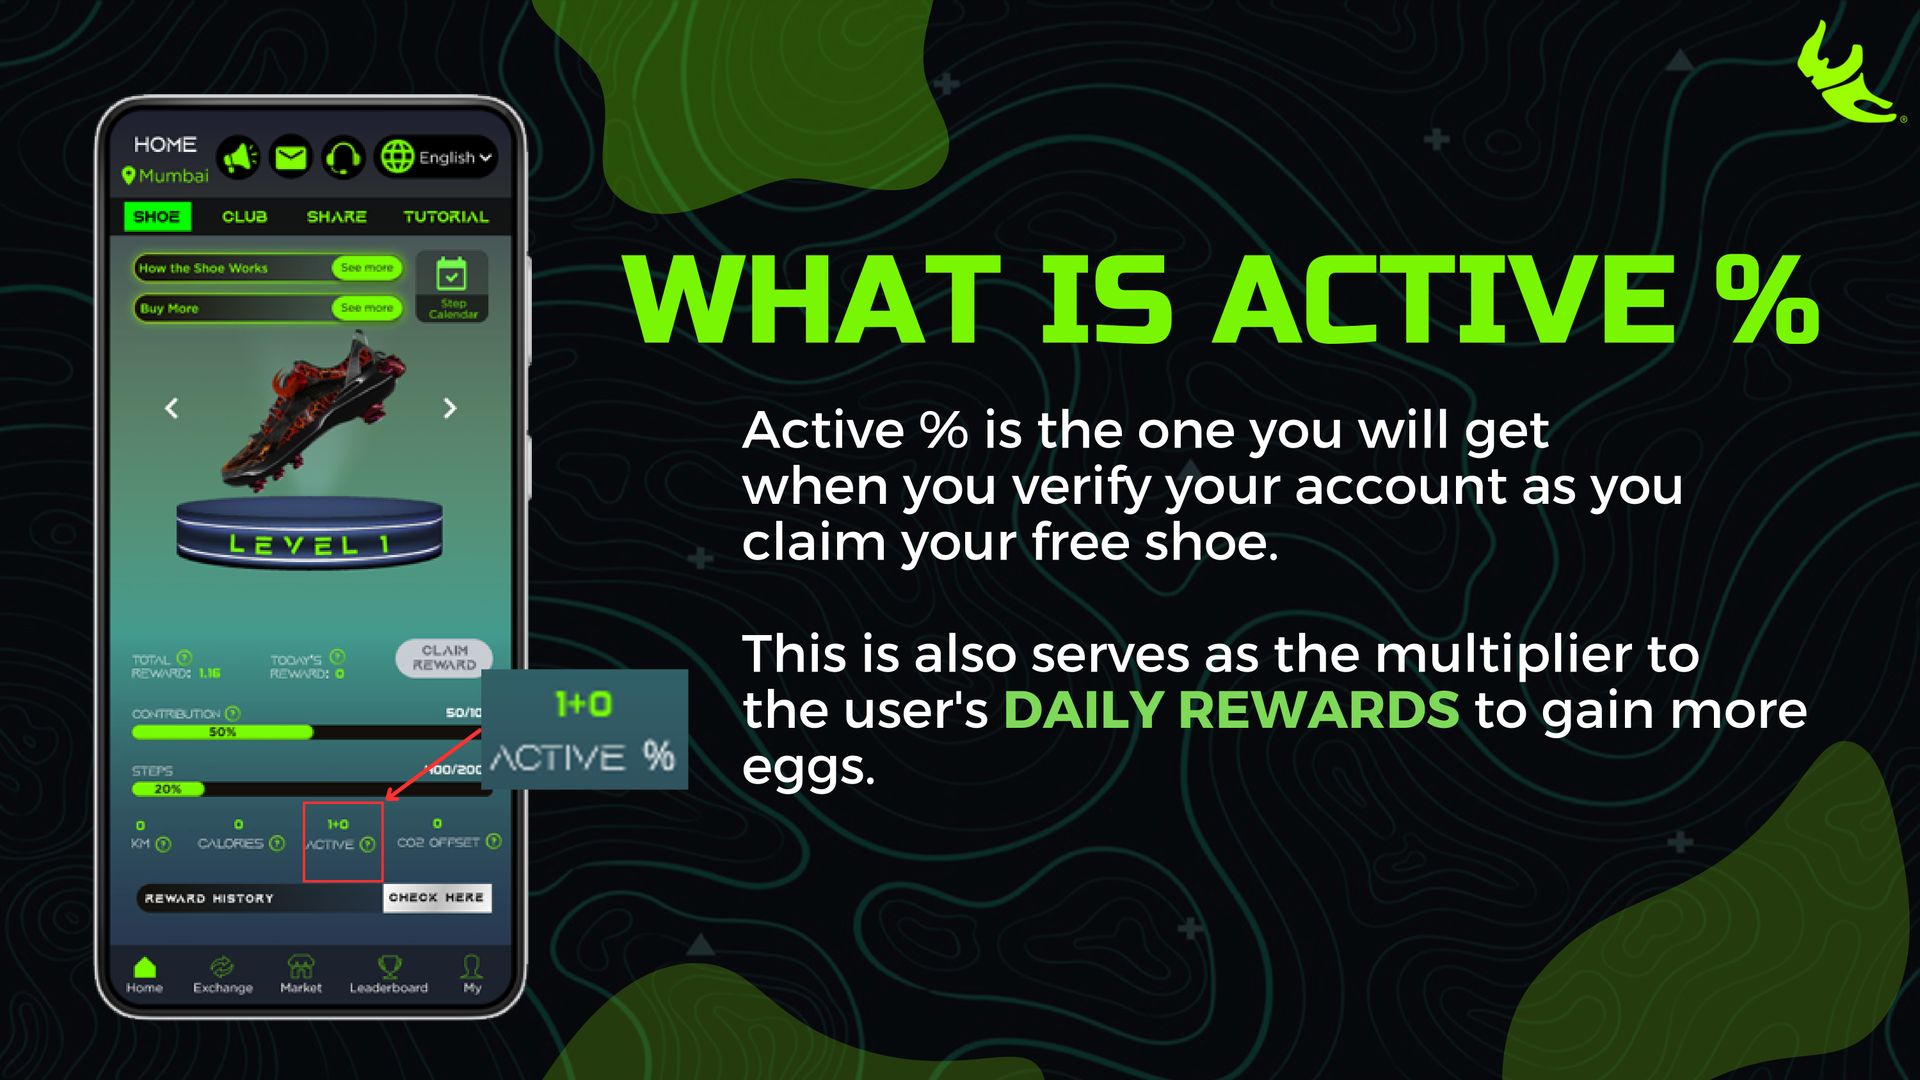 HOME
Mumbai
English
SHOE CLUB SHARE TUTORIAL
How the Shoe Works See more
Buy More See more
Step
Calendar
LEVEL 1
TOTAL
REWARD: 1.16
TODAY'S
REWARD: 0
CLAIM
REWARD
CONTRIBUTION 50/10
50%
STEPS 400/200
20%
0
KM
0
CALORIES
1+0
ACTIVE
0
CO2 OFFSET
REWARD HISTORY CHECK HERE
Home Exchange Market Leaderboard My
1+0
ACTIVE %
WHAT IS ACTIVE %
Active % is the one you will get
when you verify your account as you
claim your free shoe.
This is also serves as the multiplier to
the user's DAILY REWARDS to gain more
eggs.
®